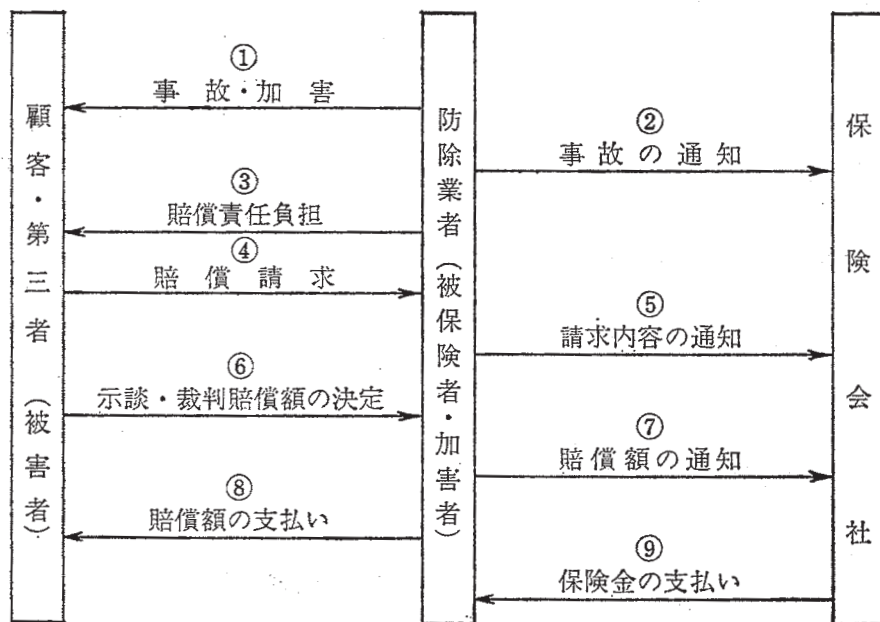 顧客・第三者（被害者）
防除業者（被保険者・加害者）
保険会社
①
事故・加害
②
事故の通知
③
賠償責任負担
④
賠償請求
⑤
請求内容の通知
⑥
示談・裁判賠償額の決定
⑦
賠償額の通知
⑧
賠償額の支払い
⑨
保険金の支払い